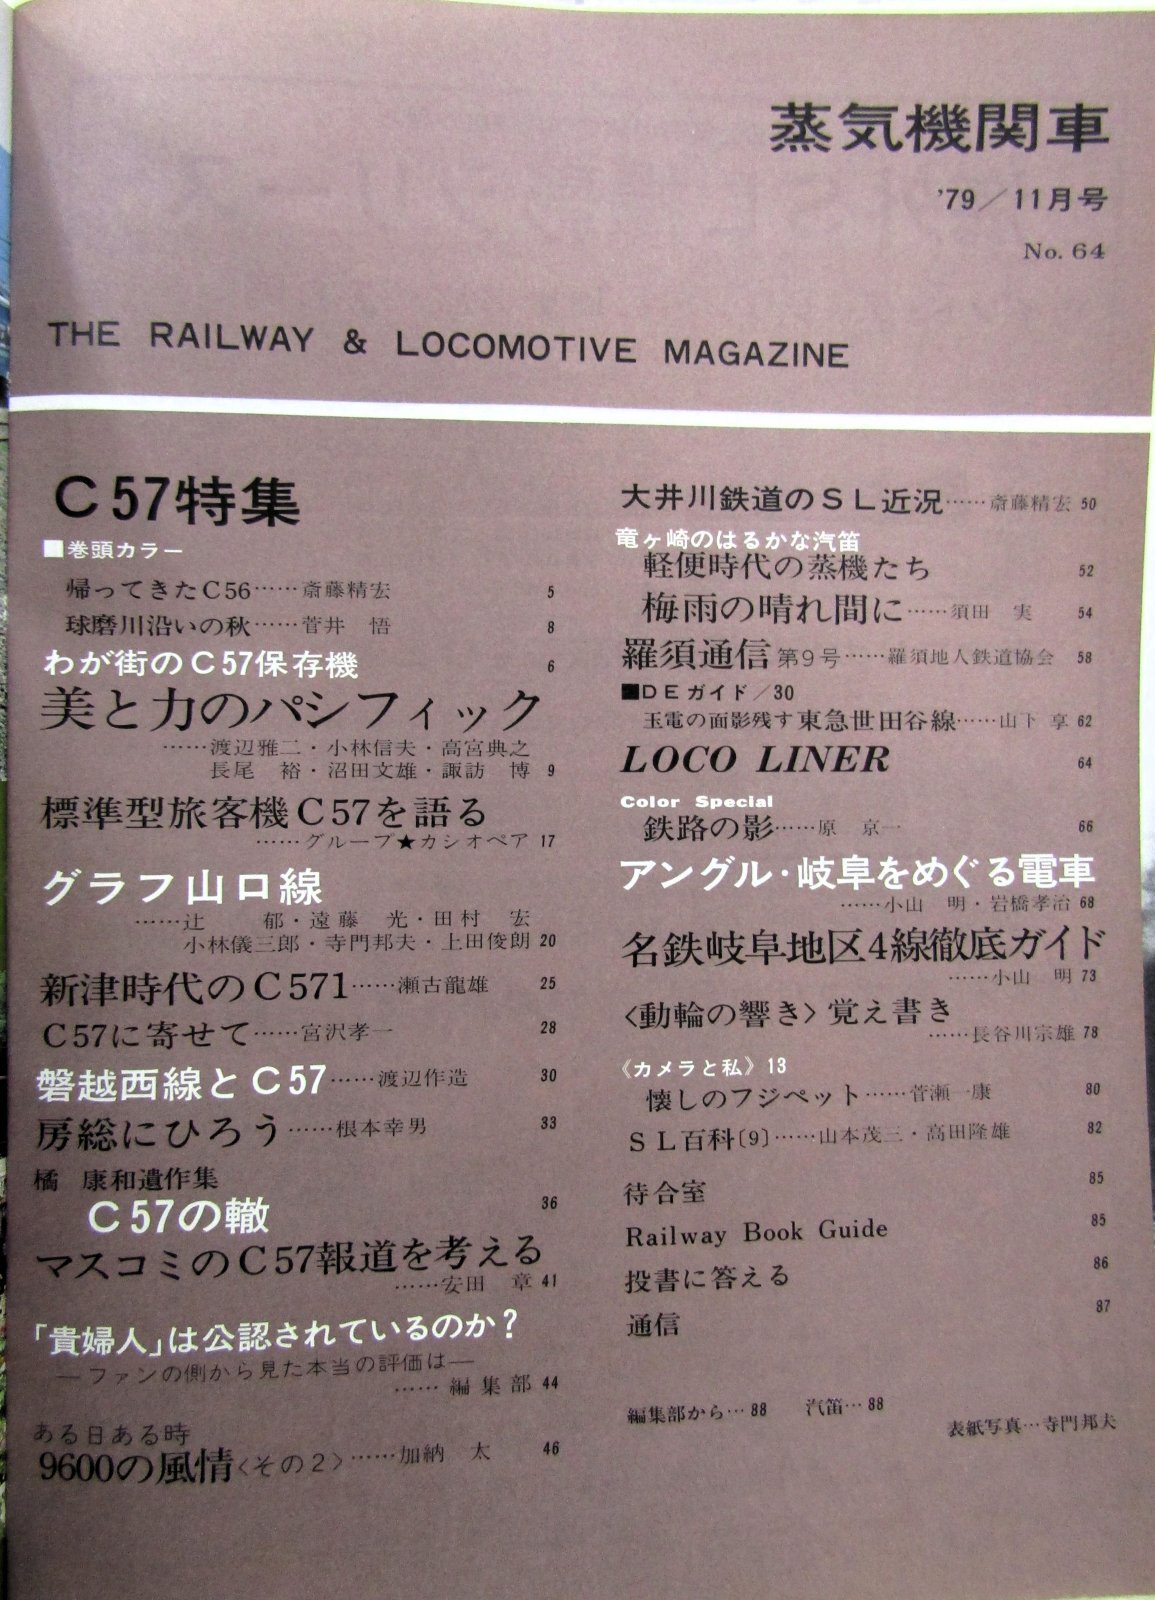 蒸気機関車
'79／11月号
No. 64
THE RAILWAY & LOCOMOTIVE MAGAZINE
C57特集
■巻頭カラー
帰ってきたC56……斎藤精宏 5
球磨川沿いの秋……菅井 悟 8
わが街のC57保存機 6
美と力のパシフィック
……渡辺雅二・小林信夫・高宮典之
長尾 裕・沼田文雄・諏訪 博 9
標準型旅客機C57を語る
……グループ★カシオペア 17
グラフ山口線
……辻 郁・遠藤 光・田村 宏
小林儀三郎・寺門邦夫・上田俊朗 20
新津時代のC571……瀬古龍雄 25
C57に寄せて……宮沢孝一 28
磐越西線とC57……渡辺作造 30
房総にひろう……根本幸男 33
橘 康和遺作集
C57の轍 36
マスコミのC57報道を考える
……安田 章 41
「貴婦人」は公認されているのか？
―ファンの側から見た本当の評価は―
……編集部 44
ある日ある時
9600の風情〈その2〉……加納 太 46
大井川鉄道のSL近況……斎藤精宏 50
竜ヶ崎のはるかな汽笛
軽便時代の蒸機たち 52
梅雨の晴れ間に……須田 実 54
羅須通信 第9号……羅須地人鉄道協会 58
■DEガイド／30
玉電の面影残す東急世田谷線……山下 享 62
LOCO LINER 64
Color Special
鉄路の影……原 京一 66
アングル・岐阜をめぐる電車
……小山 明・岩橋孝治 68
名鉄岐阜地区4線徹底ガイド
……小山 明 73
〈動輪の響き〉覚え書き
……長谷川宗雄 78
《カメラと私》13
懐しのフジペット……菅瀬一康 80
SL百科〔9〕……山本茂三・高田隆雄 82
待合室 85
Railway Book Guide 85
投書に答える 86
通信 87
編集部から…88 汽笛…88
表紙写真…寺門邦夫